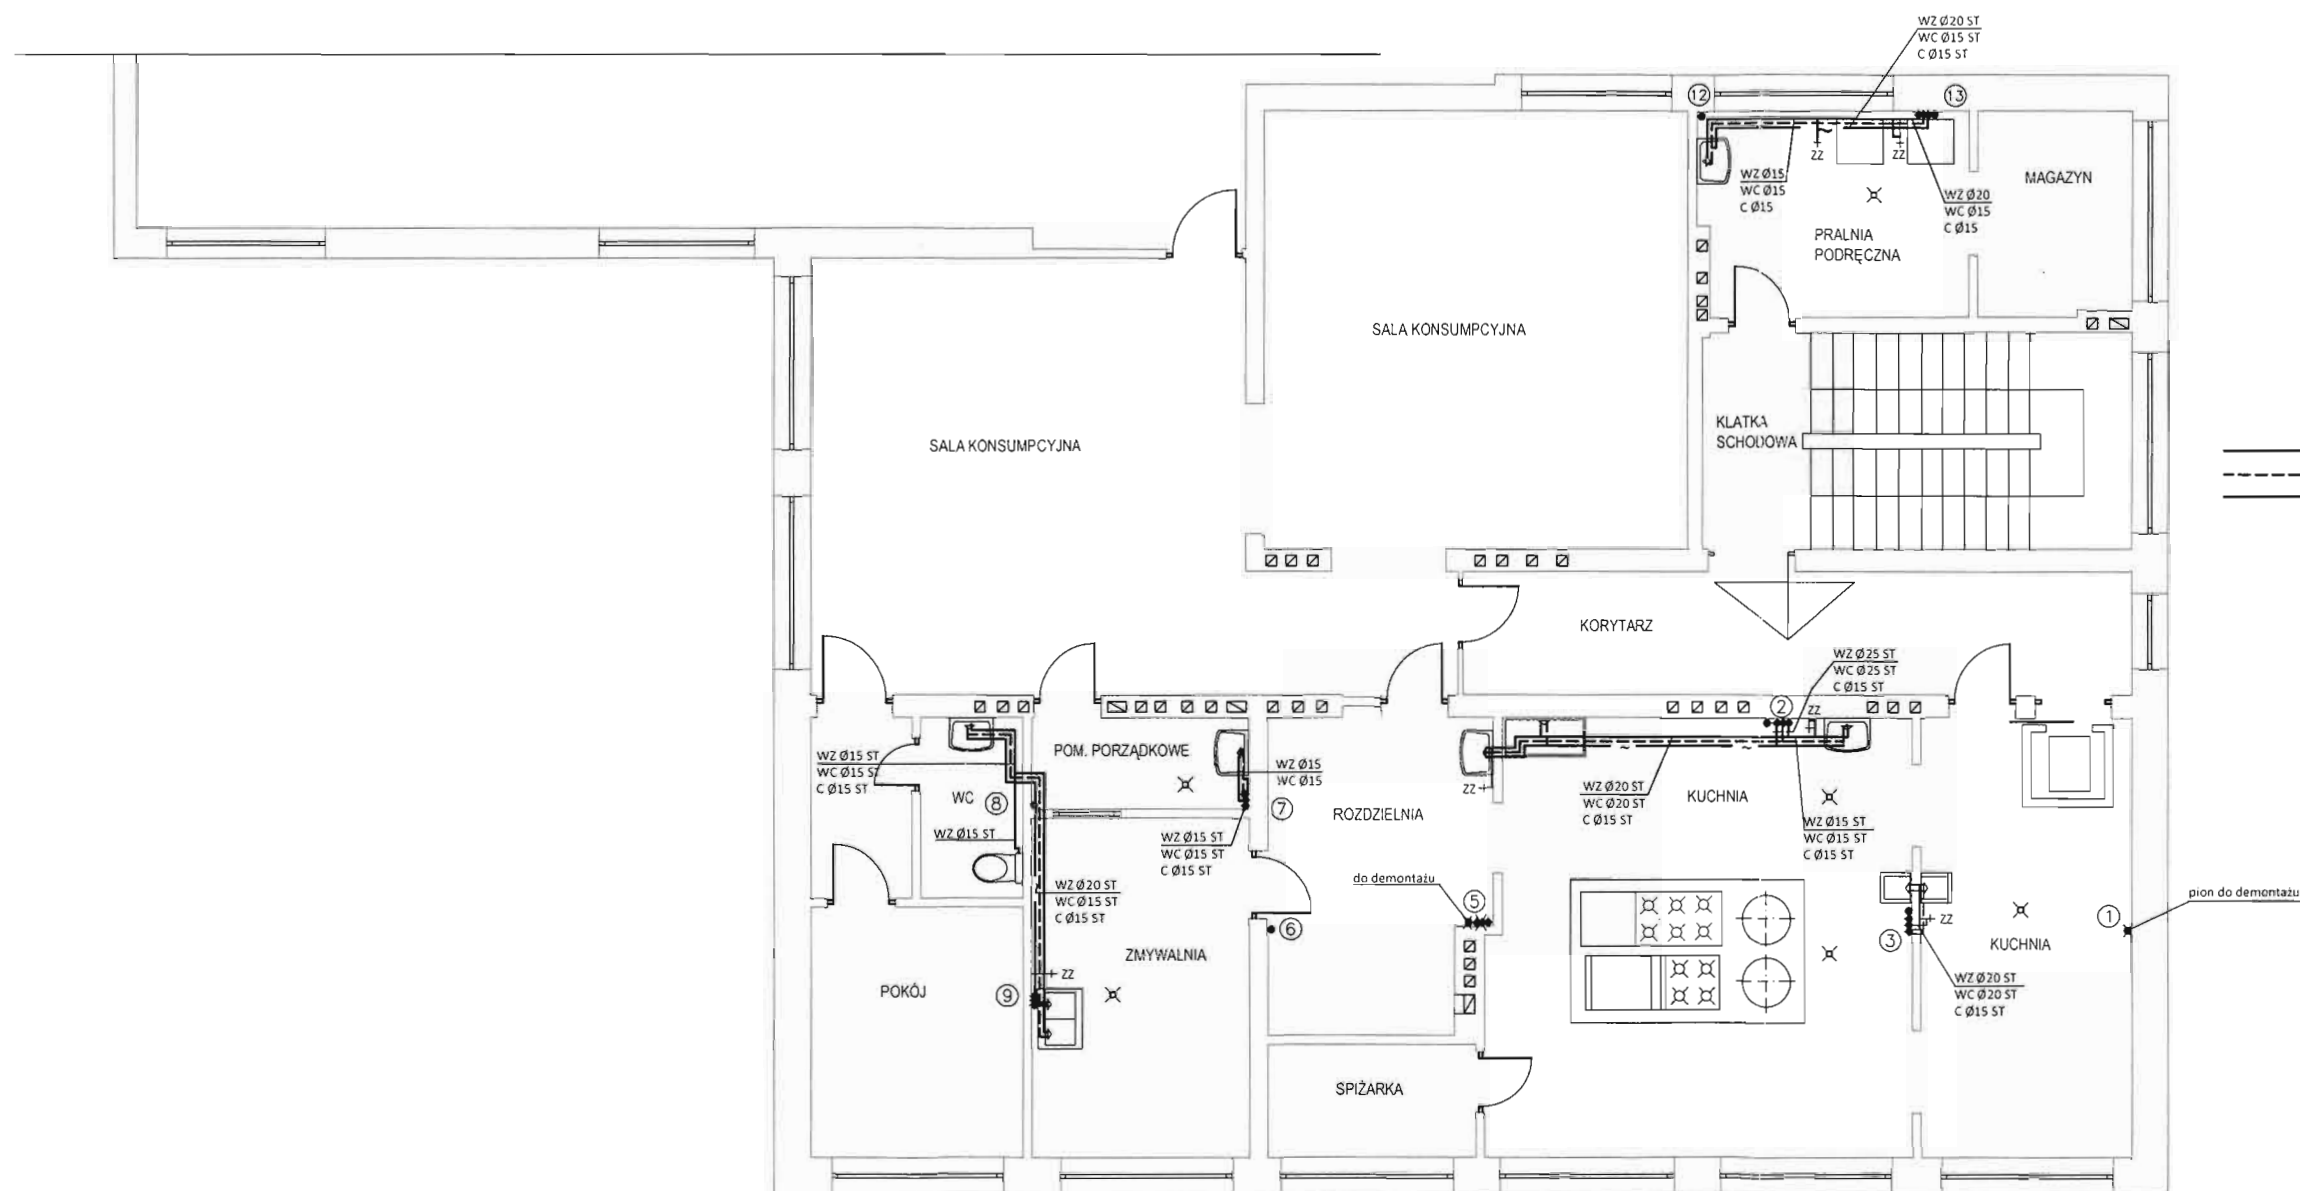 WZ Ø20 ST
WC Ø15 ST
C Ø15 ST
12
13
ZZ
ZZ
WZ Ø15
WC Ø15
C Ø15
WZ Ø20
WC Ø15
C Ø15
MAGAZYN
PRALNIA
PODRĘCZNA
SALA KONSUMPCYJNA
KLATKA
SCHODOWA
SALA KONSUMPCYJNA
KORYTARZ
WZ Ø25 ST
WC Ø25 ST
C Ø15 ST
2
ZZ
POM. PORZĄDKOWE
WZ Ø15 ST
WC Ø15 ST
C Ø15 ST
WZ Ø15
WC Ø15
WC
8
7
ZZ
WZ Ø20 ST
WC Ø20 ST
C Ø15 ST
KUCHNIA
ROZDZIELNIA
WZ Ø15 ST
WC Ø15 ST
C Ø15 ST
WZ Ø15 ST
WZ Ø15 ST
WC Ø15 ST
C Ø15 ST
WZ Ø20 ST
WC Ø15 ST
C Ø15 ST
do demontażu
5
6
3
ZZ
1
pion do demontażu
KUCHNIA
ZMYWALNIA
ZZ
POKÓJ
9
WZ Ø20 ST
WC Ø20 ST
C Ø15 ST
SPIŻARKA